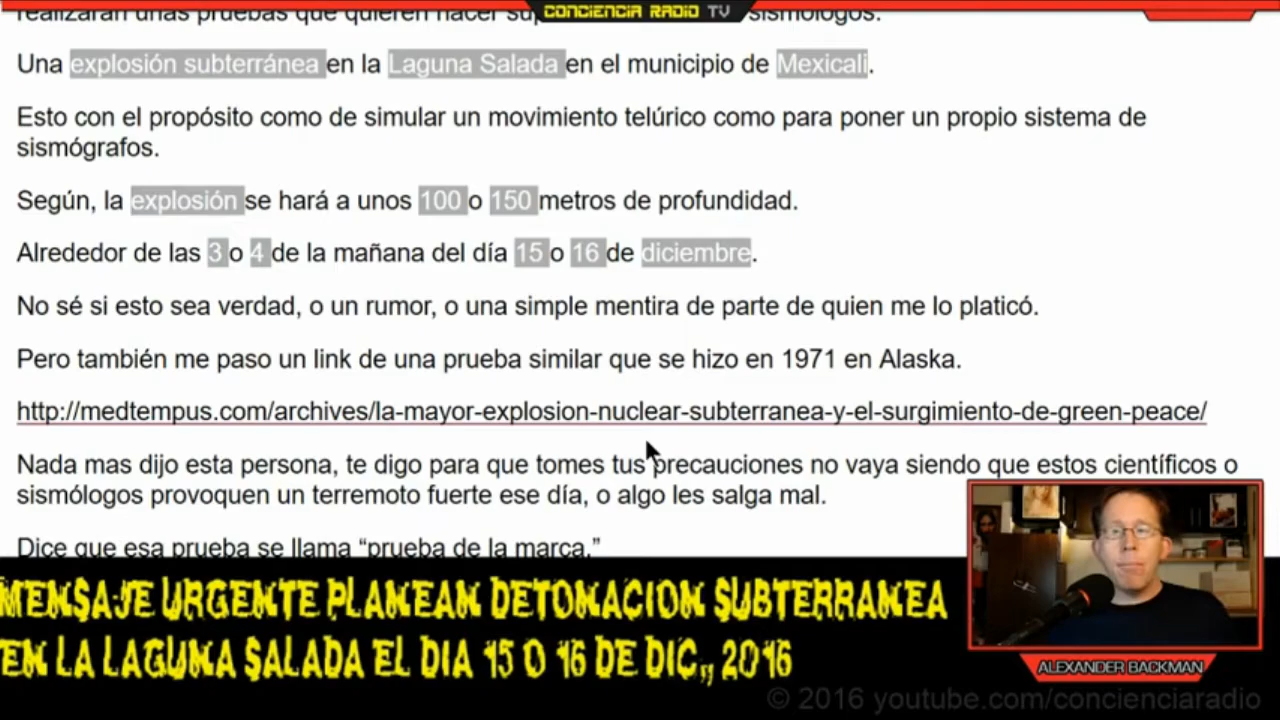 CONCIENCIA RADIO TV
realizarán unas pruebas que quieren hacer sismólogos.
Una explosión subterránea en la Laguna Salada en el municipio de Mexicali.
Esto con el propósito como de simular un movimiento telúrico como para poner un propio sistema de
sismógrafos.
Según, la explosión se hará a unos 100 o 150 metros de profundidad.
Alrededor de las 3 o 4 de la mañana del día 15 o 16 de diciembre.
No sé si esto sea verdad, o un rumor, o una simple mentira de parte de quien me lo platicó.
Pero también me paso un link de una prueba similar que se hizo en 1971 en Alaska.
http://medtempus.com/archives/la-mayor-explosion-nuclear-subterranea-y-el-surgimiento-de-green-peace/
Nada mas dijo esta persona, te digo para que tomes tus precauciones no vaya siendo que estos científicos o
sismólogos provoquen un terremoto fuerte ese día, o algo les salga mal.
Dice que esa prueba se llama “prueba de la marca.”
MENSAJE URGENTE PLANEAN DETONACION SUBTERRANEA
EN LA LAGUNA SALADA EL DIA 15 O 16 DE DIC,, 2016
ALEXANDER BACKMAN
© 2016 youtube.com/concienciaradio